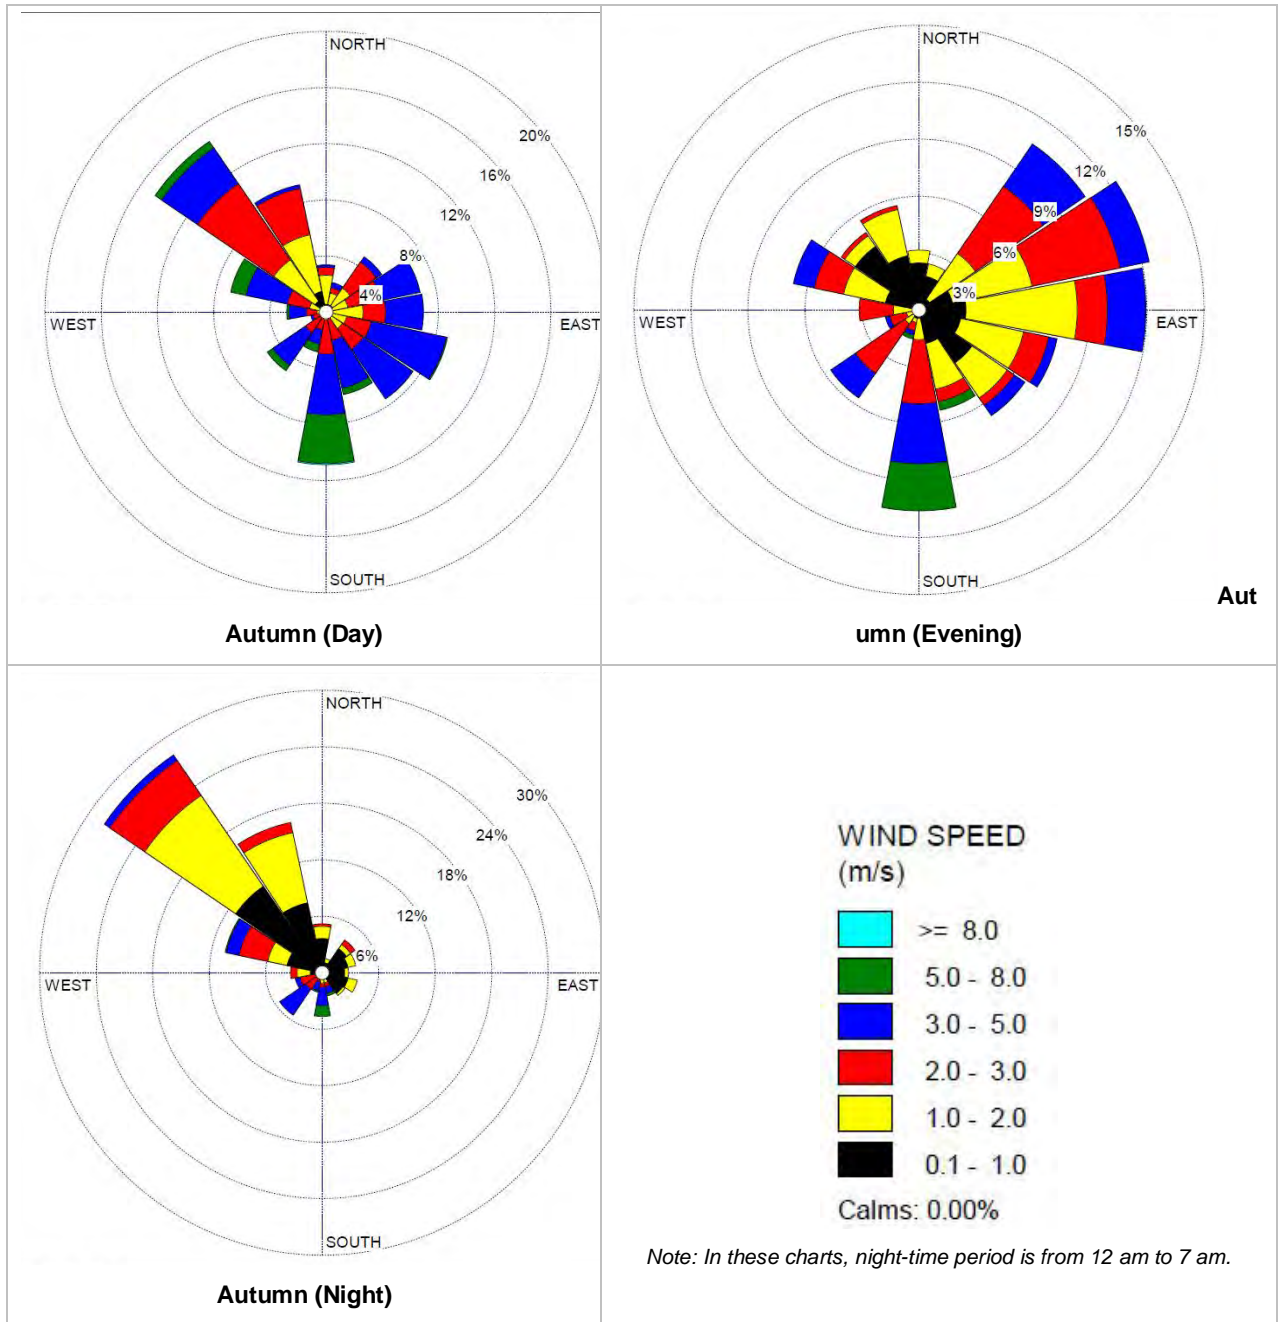 NORTH
20%
16%
12%
8%
4%
WEST
EAST
SOUTH
Autumn (Day)
NORTH
15%
12%
9%
6%
3%
WEST
EAST
SOUTH
Aut
umn (Evening)
NORTH
30%
24%
18%
12%
6%
WEST
EAST
SOUTH
Autumn (Night)
WIND SPEED
(m/s)
>= 8.0
5.0 - 8.0
3.0 - 5.0
2.0 - 3.0
1.0 - 2.0
0.1 - 1.0
Calms: 0.00%
Note: In these charts, night-time period is from 12 am to 7 am.